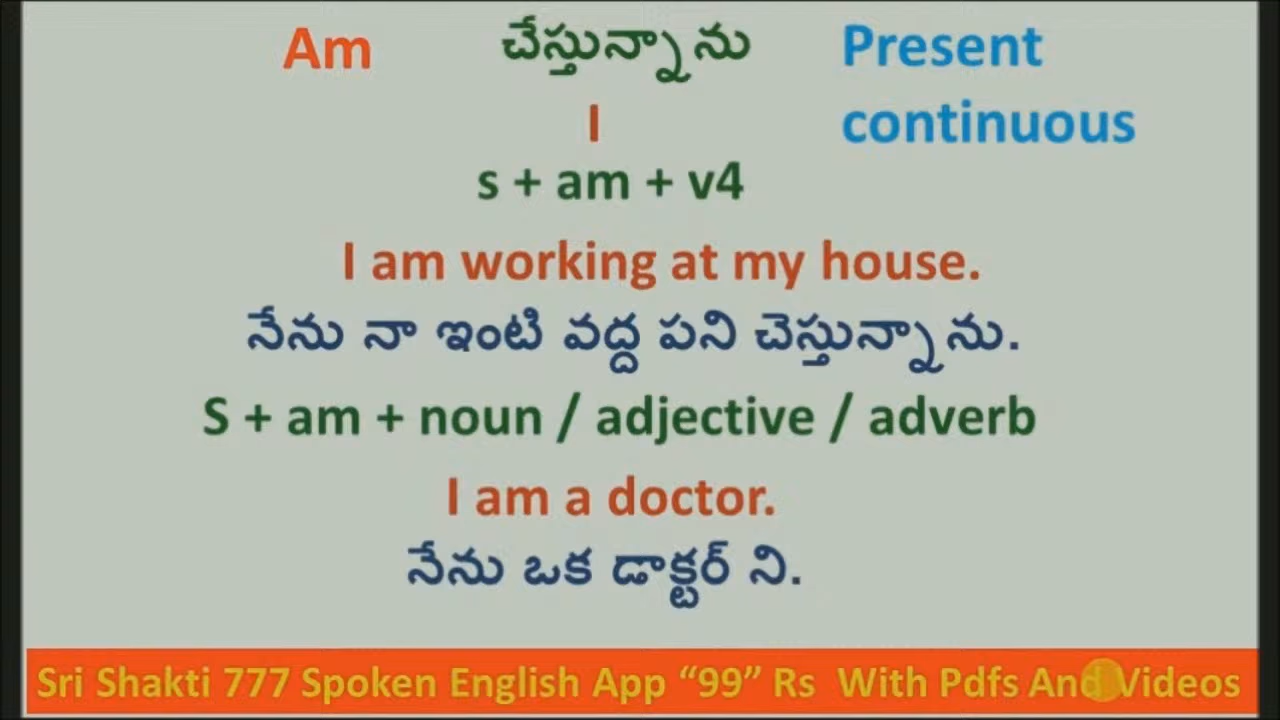 Am చేస్తున్నాను Present
I continuous
s + am + v4
I am working at my house.
నేను నా ఇంటి వద్ద పని చెస్తున్నాను.
S + am + noun / adjective / adverb
I am a doctor.
నేను ఒక డాక్టర్ ని.
Sri Shakti 777 Spoken English App “99” Rs With Pdfs And Videos